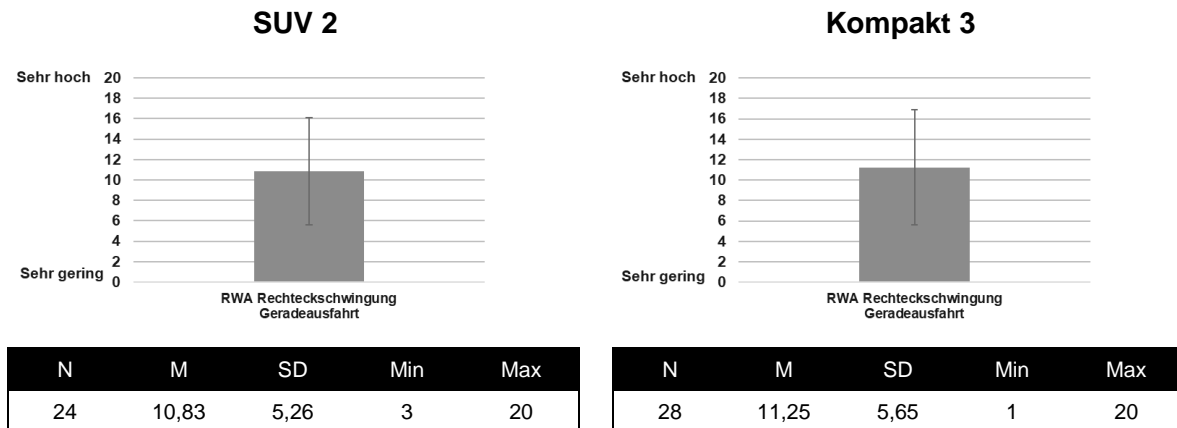 SUV 2
Sehr hoch 20
18
16
14
12
10
8
6
4
2
Sehr gering 0
RWA Rechteckschwingung
Geradeausfahrt
N M SD Min Max
24 10,83 5,26 3 20
Kompakt 3
Sehr hoch 20
18
16
14
12
10
8
6
4
2
Sehr gering 0
RWA Rechteckschwingung
Geradeausfahrt
N M SD Min Max
28 11,25 5,65 1 20